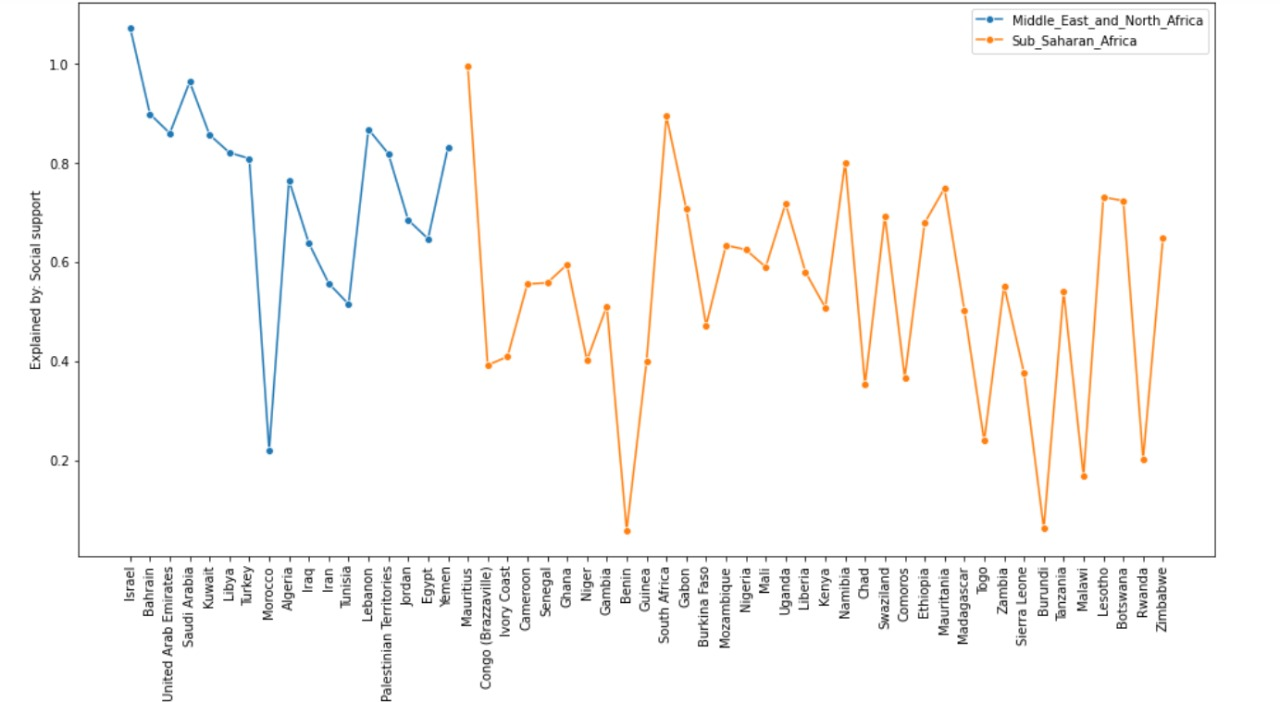 Middle_East_and_North_Africa
Sub_Saharan_Africa
Explained by: Social support
1.0
0.8
0.6
0.4
0.2
Israel
Bahrain
United Arab Emirates
Saudi Arabia
Kuwait
Libya
Turkey
Morocco
Algeria
Iraq
Iran
Tunisia
Lebanon
Palestinian Territories
Jordan
Egypt
Yemen
Mauritius
Congo (Brazzaville)
Ivory Coast
Cameroon
Senegal
Ghana
Niger
Gambia
Benin
Guinea
South Africa
Gabon
Burkina Faso
Mozambique
Nigeria
Mali
Uganda
Liberia
Kenya
Namibia
Chad
Swaziland
Comoros
Ethiopia
Mauritania
Madagascar
Togo
Zambia
Sierra Leone
Burundi
Tanzania
Malawi
Lesotho
Botswana
Rwanda
Zimbabwe